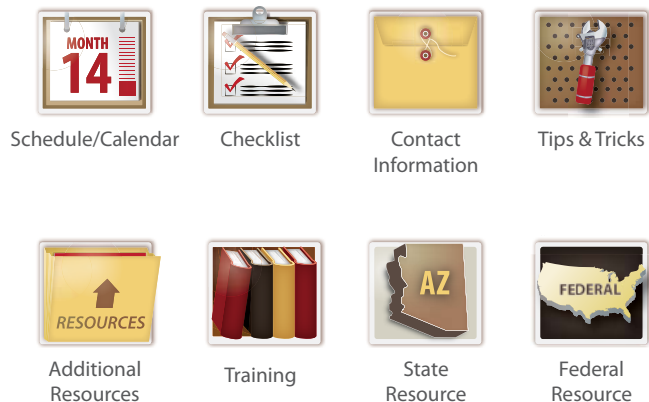 MONTH
14
Schedule/Calendar
Checklist
Contact
Information
Tips & Tricks
RESOURCES
AZ
FEDERAL
Additional
Resources
Training
State
Resource
Federal
Resource